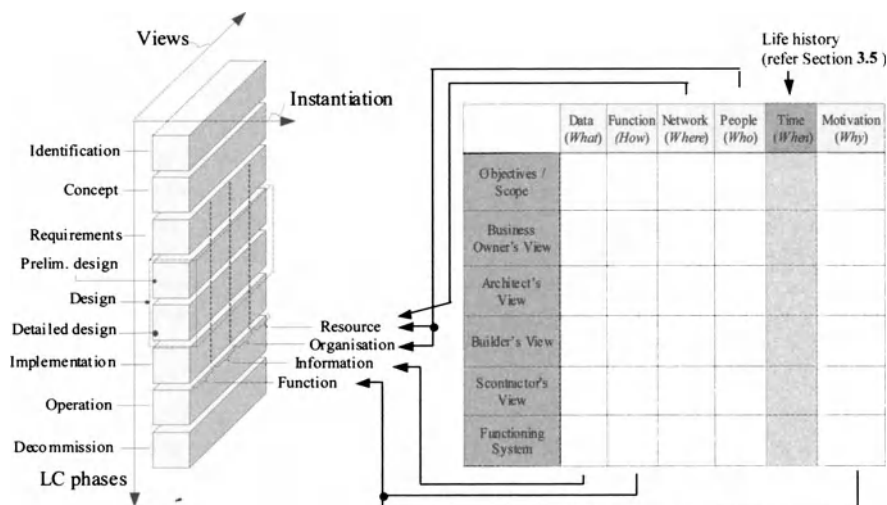 Views
Instantiation
Identification
Concept
Requirements
Prelim. design
Design
Detailed design
Implementation
Operation
Decommission
LC phases
Resource
Organisation
Information
Function
Life history
(refer Section 3.5 )
Data
(What)
Function
(How)
Network
(Where)
People
(Who)
Time
(When)
Motivation
(Why)
Objectives /
Scope
Business
Owner's View
Architect's
View
Builder's View
Scontractor's
View
Functioning
System